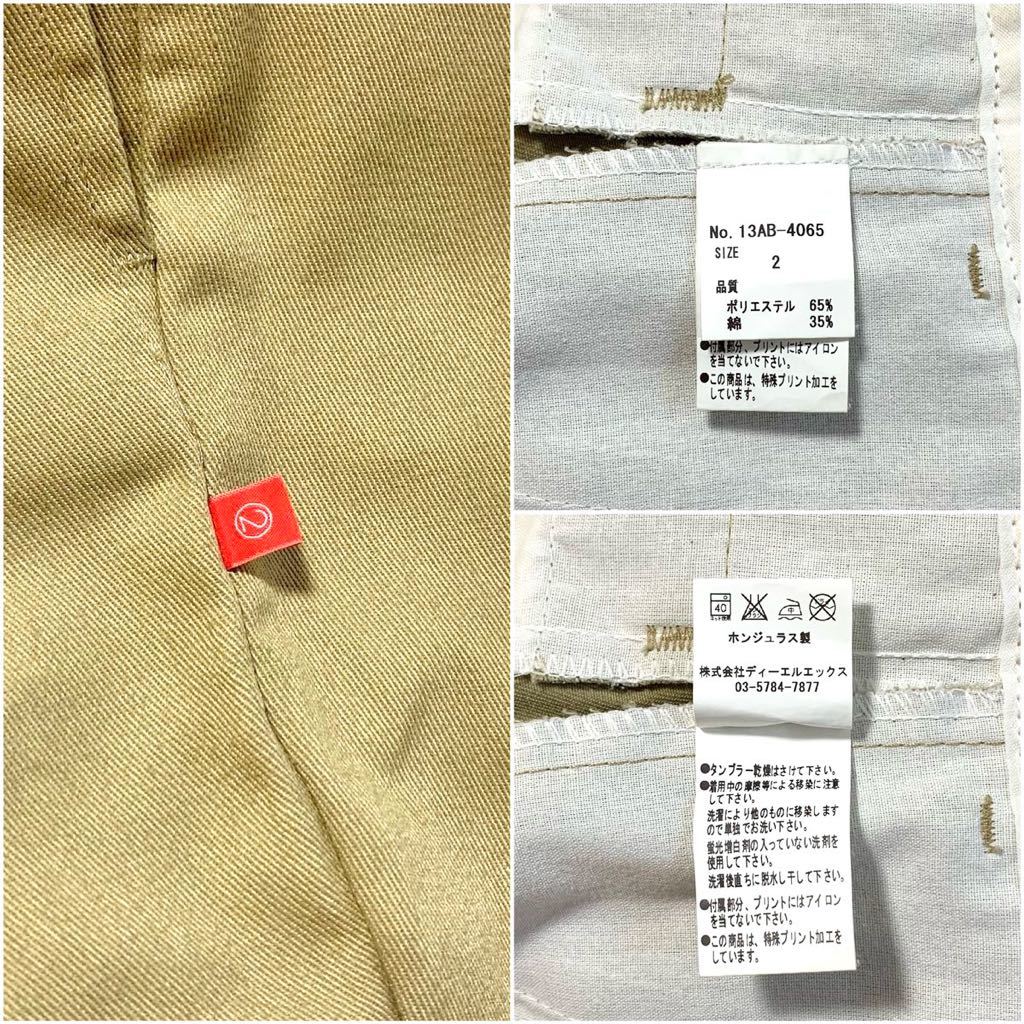 ②
No. 13AB-4065
SIZE 2
品質
ポリエステル 65%
綿 35%
●付属部分、プリントにはアイロン
を当てないで下さい。
●この商品は、特殊プリント加工を
しています。
40
ホンジュラス製
株式会社ディーエルエックス
03-5784-7877
●タンブラー乾燥はさけて下さい。
●着用中の摩擦等による移染に注意
して下さい。
洗濯により他のものに移染します
ので単独でお洗い下さい。
蛍光増白剤の入っていない洗剤を
使用して下さい。
洗濯後直ちに脱水し干して下さい。
●付属部分、プリントにはアイロン
を当てないで下さい。
●この商品は、特殊プリント加工を
しています。